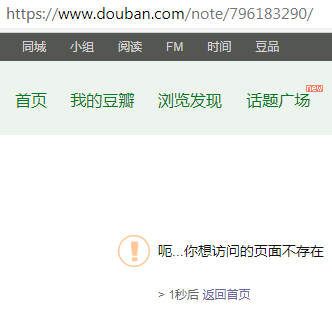 https://www.douban.com/note/796183290/
同城 小组 阅读 FM 时间 豆品
首页 我的豆瓣 浏览发现 话题广场 new
呃...你想访问的页面不存在
> 1秒后 返回首页